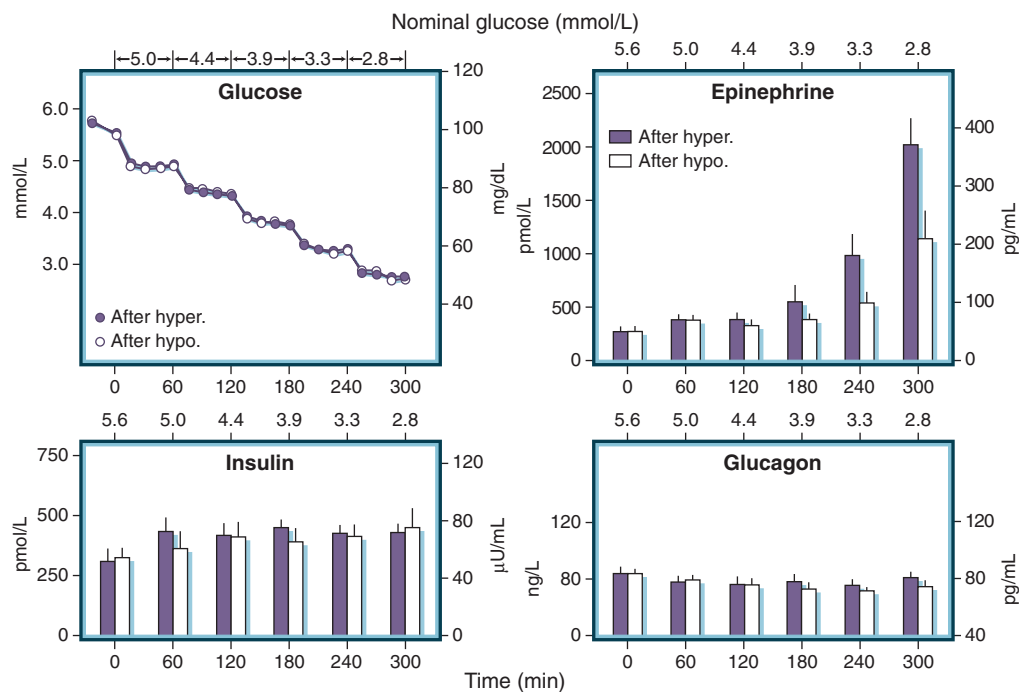 Nominal glucose (mmol/L)
5.0 4.4 3.9 3.3 2.8
Glucose
mmol/L
6.0
5.0
4.0
3.0
mg/dL
120
100
80
60
40
After hyper.
After hypo.
0 60 120 180 240 300
5.6 5.0 4.4 3.9 3.3 2.8
Epinephrine
pmol/L
2500
2000
1500
1000
500
0
pg/mL
400
300
200
100
0
After hyper.
After hypo.
0 60 120 180 240 300
5.6 5.0 4.4 3.9 3.3 2.8
Insulin
pmol/L
750
500
250
0
μU/mL
120
80
40
0
0 60 120 180 240 300
5.6 5.0 4.4 3.9 3.3 2.8
Glucagon
ng/L
120
80
0
pg/mL
120
80
40
0 60 120 180 240 300
Time (min)